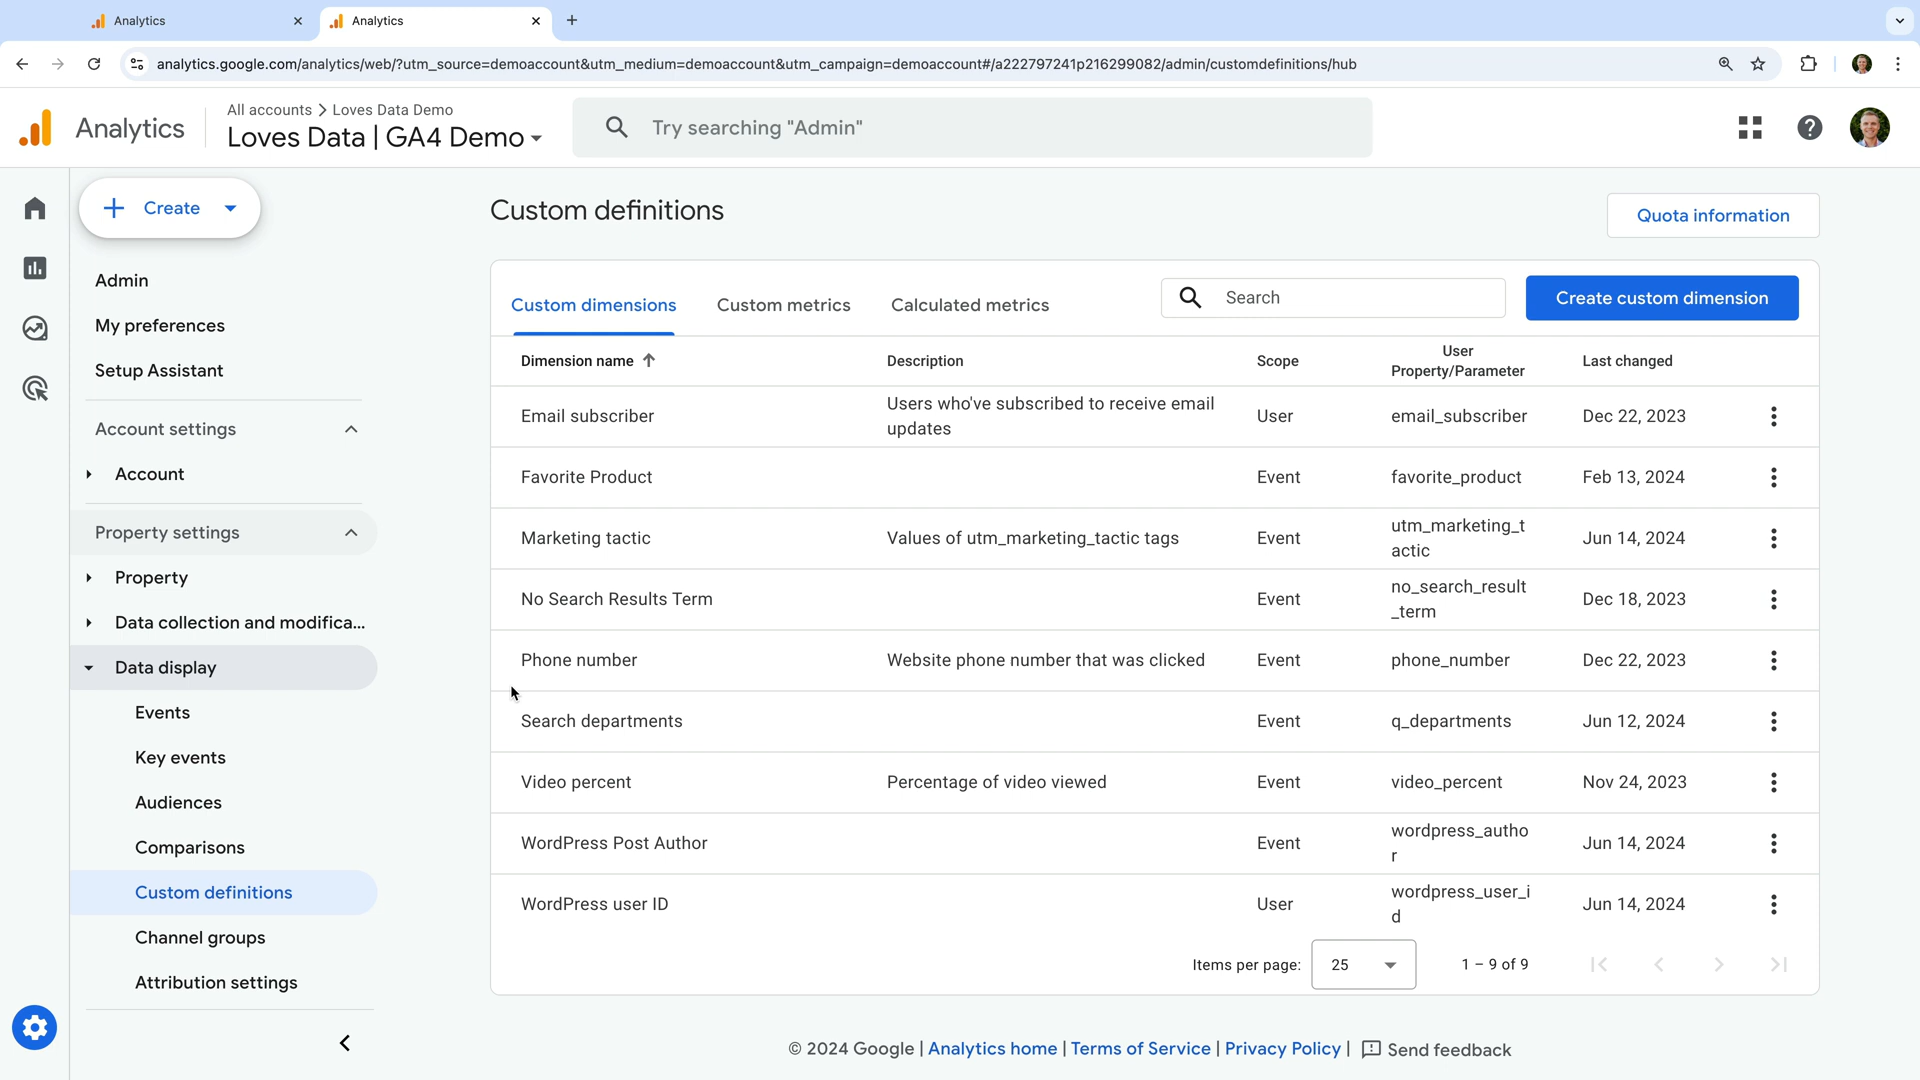 Analytics
Analytics
analytics.google.com/analytics/web/?utm_source=demoaccount&utm_medium=demoaccount&utm_campaign=demoaccount#/a222797241p216299082/admin/customdefinitions/hub
Analytics
All accounts > Loves Data Demo
Loves Data | GA4 Demo
Try searching "Admin"
Create
Admin
My preferences
Setup Assistant
Account settings
Account
Property settings
Property
Data collection and modifica...
Data display
Events
Key events
Audiences
Comparisons
Custom definitions
Channel groups
Attribution settings
Custom definitions
Quota information
Custom dimensions
Custom metrics
Calculated metrics
Search
Create custom dimension
Dimension name
Description
Scope
User
Property/Parameter
Last changed
Email subscriber
Users who've subscribed to receive email
updates
User
email_subscriber
Dec 22, 2023
Favorite Product
Event
favorite_product
Feb 13, 2024
Marketing tactic
Values of utm_marketing_tactic tags
Event
utm_marketing_t
actic
Jun 14, 2024
No Search Results Term
Event
no_search_result
_term
Dec 18, 2023
Phone number
Website phone number that was clicked
Event
phone_number
Dec 22, 2023
Search departments
Event
q_departments
Jun 12, 2024
Video percent
Percentage of video viewed
Event
video_percent
Nov 24, 2023
WordPress Post Author
Event
wordpress_autho
r
Jun 14, 2024
WordPress user ID
User
wordpress_user_i
d
Jun 14, 2024
Items per page:
25
1 – 9 of 9
© 2024 Google | Analytics home | Terms of Service | Privacy Policy | Send feedback